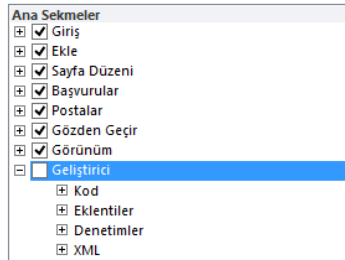 Ana Sekmeler
Giriş
Ekle
Sayfa Düzeni
Başvurular
Postalar
Gözden Geçir
Görünüm
Geliştirici
Kod
Eklentiler
Denetimler
XML